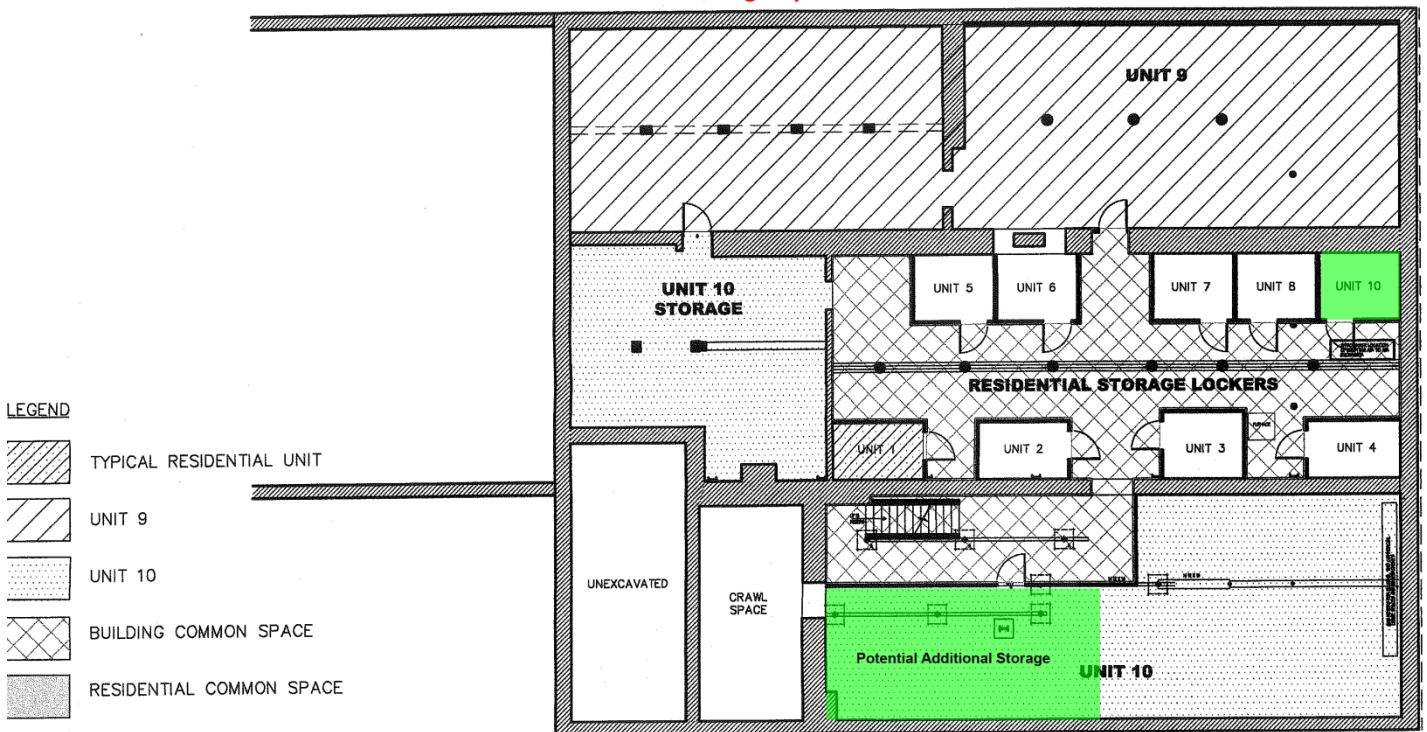 UNIT 9
UNIT 10
STORAGE
UNIT 5
UNIT 6
UNIT 7
UNIT 8
UNIT 10
RESIDENTIAL STORAGE LOCKERS
UNIT 1
UNIT 2
UNIT 3
UNIT 4
LEGEND
TYPICAL RESIDENTIAL UNIT
UNIT 9
UNIT 10
BUILDING COMMON SPACE
RESIDENTIAL COMMON SPACE
UNEXCAVATED
CRAWL
SPACE
Potential Additional Storage
UNIT 10